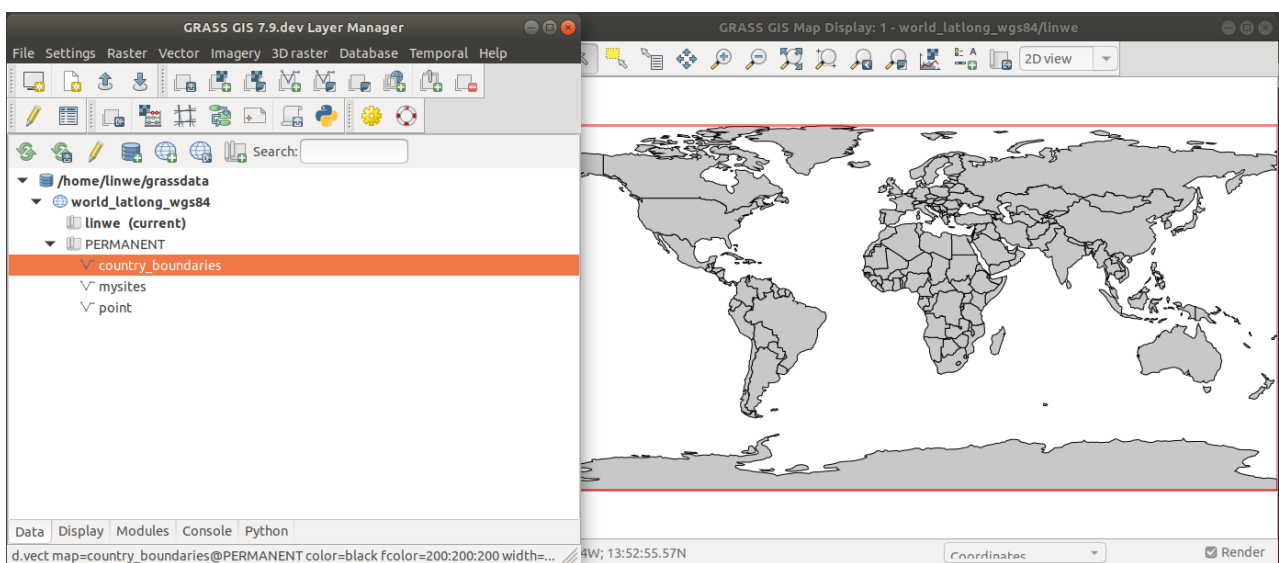 GRASS GIS 7.9.dev Layer Manager
File Settings Raster Vector Imagery 3D raster Database Temporal Help
Search:
/home/linwe/grassdata
world_latlong_wgs84
linwe (current)
PERMANENT
country_boundaries
mysites
point
Data Display Modules Console Python
d.vect map=country_boundaries@PERMANENT color=black fcolor=200:200:200 width=...
GRASS GIS Map Display: 1 - world_latlong_wgs84/linwe
2D view
4W; 13:52:55.57N
Coordinates
Render